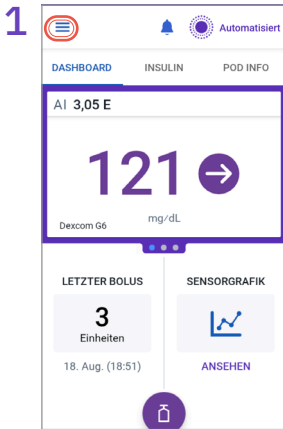 1
Automatisiert
DASHBOARD INSULIN POD INFO
AI 3,05 E
121
mg/dL
Dexcom G6
LETZTER BOLUS SENSORGRAFIK
3
Einheiten
18. Aug. (18:51) ANSEHEN